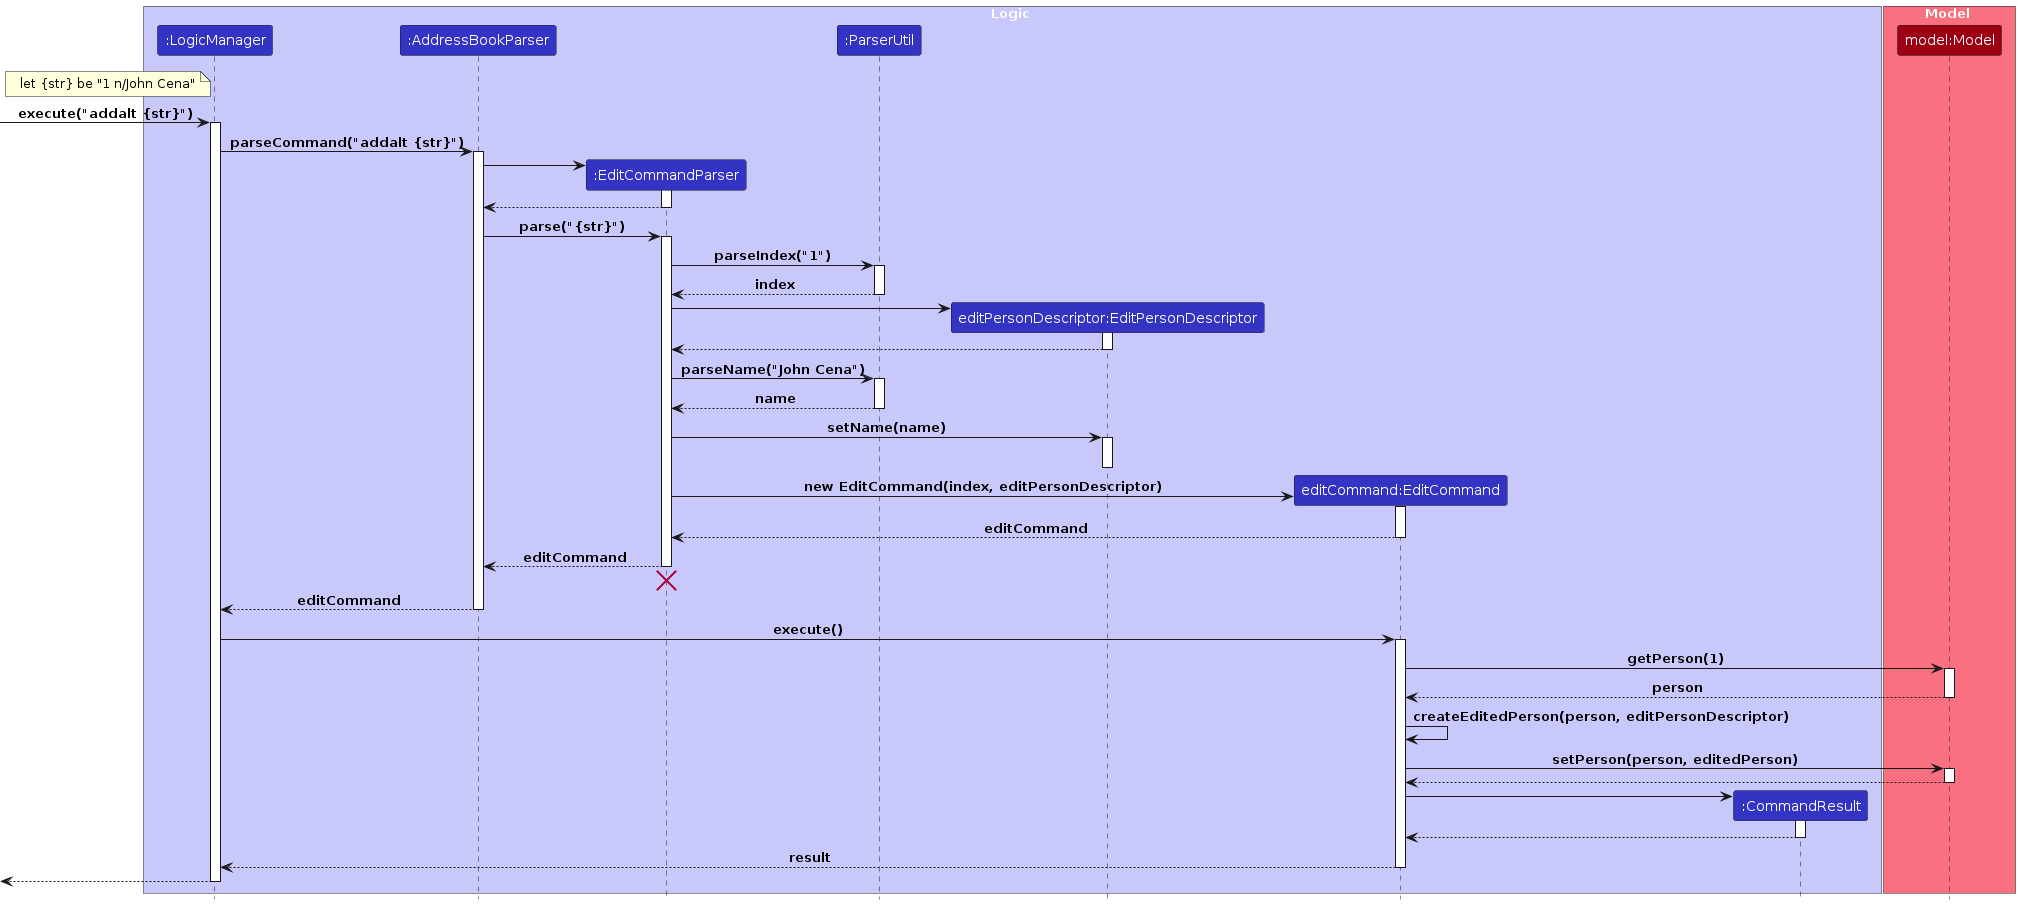 Logic
Model
:LogicManager
:AddressBookParser
:ParserUtil
model:Model
let {str} be "1 n/John Cena"
execute("addalt {str}")
parseCommand("addalt {str}")
:EditCommandParser
parse("{str}")
parseIndex("1")
index
editPersonDescriptor:EditPersonDescriptor
parseName("John Cena")
name
setName(name)
new EditCommand(index, editPersonDescriptor)
editCommand:EditCommand
editCommand
editCommand
editCommand
execute()
getPerson(1)
person
createEditedPerson(person, editPersonDescriptor)
setPerson(person, editedPerson)
:CommandResult
result